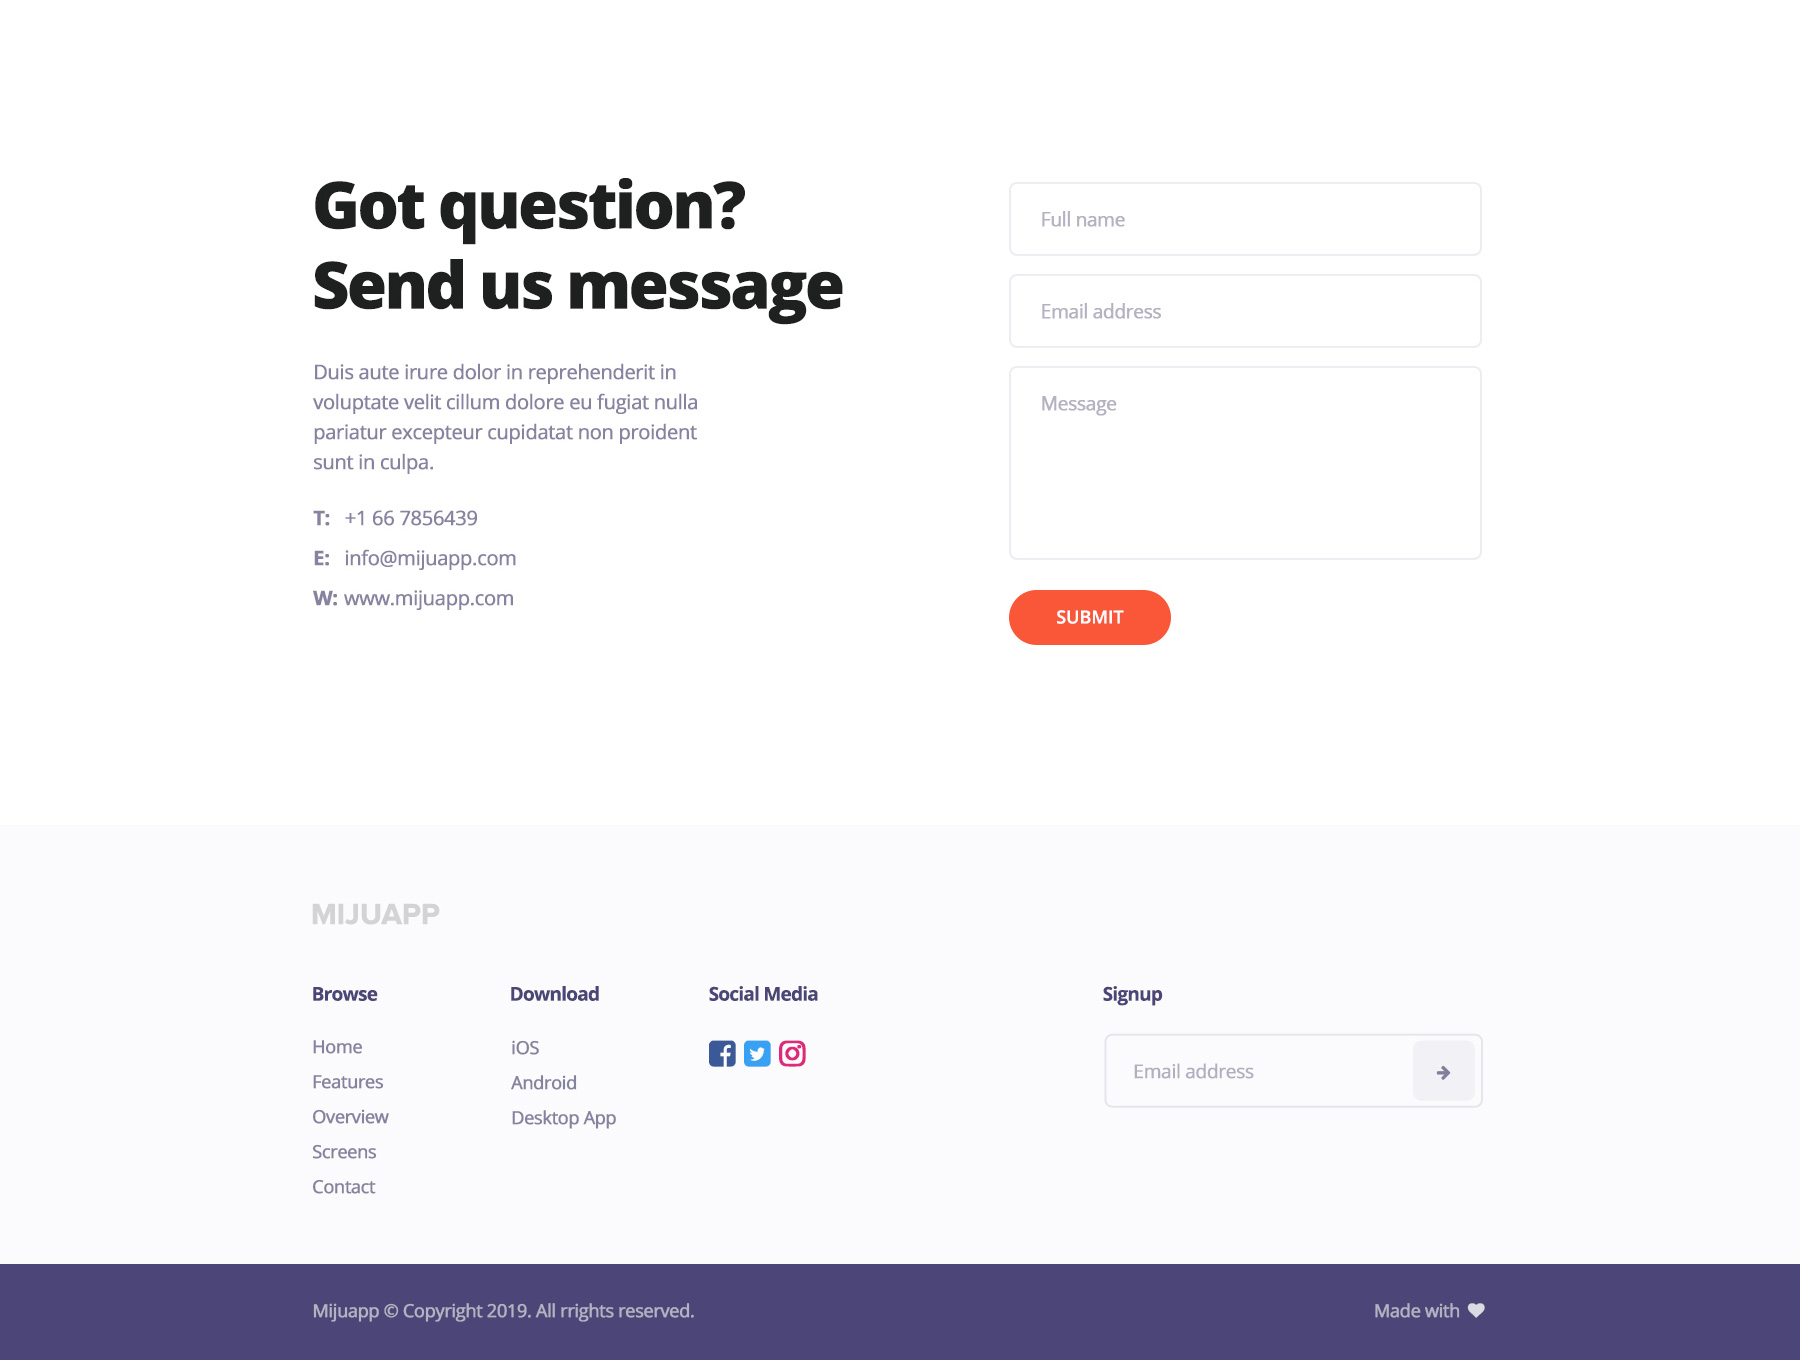 Got question?
Send us message
Duis aute irure dolor in reprehenderit in
voluptate velit cillum dolore eu fugiat nulla
pariatur excepteur cupidatat non proident
sunt in culpa.
T: +1 66 7856439
E: info@mijuapp.com
W: www.mijuapp.com
Full name
Email address
Message
SUBMIT
MIJUAPP
Browse
Home
Features
Overview
Screens
Contact
Download
iOS
Android
Desktop App
Social Media
Signup
Email address
Mijuapp © Copyright 2019. All rrights reserved.
Made with